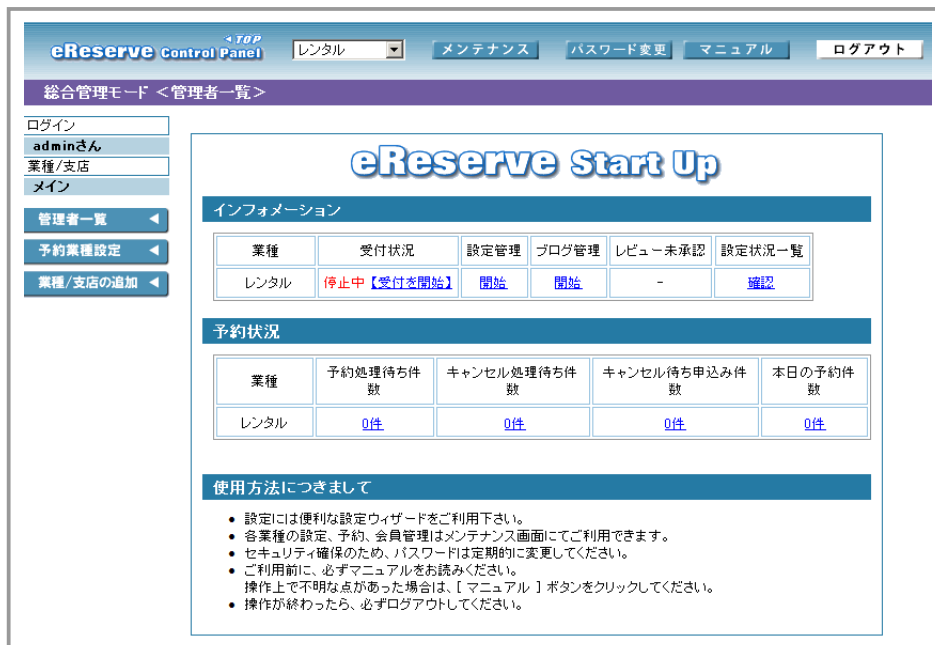 eReserve Control Panel
◁TOP
レンタル
メンテナンス
パスワード変更
マニュアル
ログアウト
総合管理モード <管理者一覧>
ログイン
adminさん
業種/支店
メイン
管理者一覧
予約業種設定
業種/支店の追加
eReserve Start Up
インフォメーション
業種 受付状況 設定管理 ブログ管理 レビュー未承認 設定状況一覧
レンタル 停止中【受付を開始】 開始 開始 - 確認
予約状況
業種 予約処理待ち件数 キャンセル処理待ち件数 キャンセル待ち申込み件数 本日の予約件数
レンタル 0件 0件 0件 0件
使用方法につきまして
● 設定には便利な設定ウィザードをご利用下さい。
● 各業種の設定、予約、会員管理はメンテナンス画面にてご利用できます。
● セキュリティ確保のため、パスワードは定期的に変更してください。
● ご利用前に、必ずマニュアルをお読みください。
操作上で不明な点があった場合は、[ マニュアル ] ボタンをクリックしてください。
● 操作が終わったら、必ずログアウトしてください。